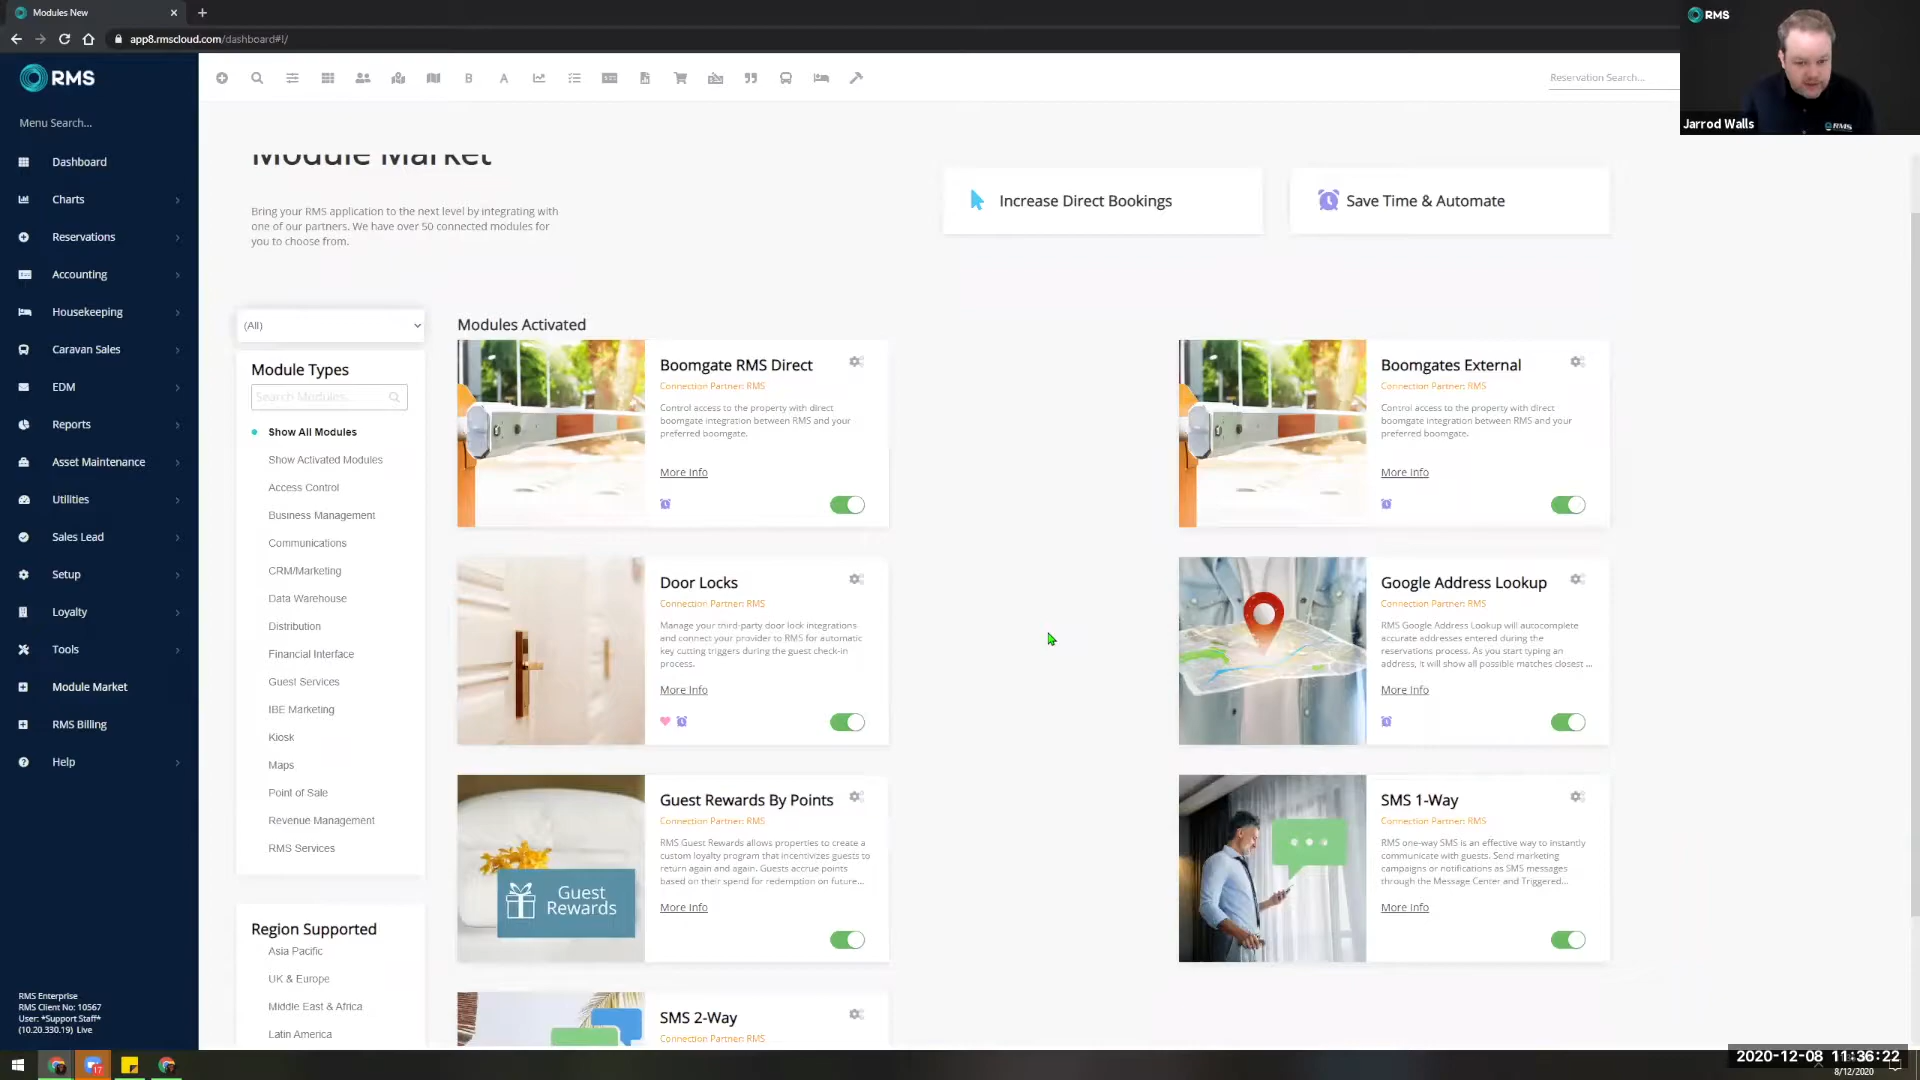 Modules New
app8.rmscloud.com/dashboard#!/
RMS
Menu Search...
Dashboard
Charts
Reservations
Accounting
Housekeeping
Caravan Sales
EDM
Reports
Asset Maintenance
Utilities
Sales Lead
Setup
Loyalty
Tools
Module Market
RMS Billing
Help
RMS Enterprise
RMS Client No: 10567
User: *Support Staff*
(10.20.330.19) Live
B
A
Reservation Search...
RMS
Jarrod Walls
RMS
Module Market
Bring your RMS application to the next level by integrating with
one of our partners. We have over 50 connected modules for
you to choose from.
Increase Direct Bookings
Save Time & Automate
(All)
Module Types
Search Modules...
Show All Modules
Show Activated Modules
Access Control
Business Management
Communications
CRM/Marketing
Data Warehouse
Distribution
Financial Interface
Guest Services
IBE Marketing
Kiosk
Maps
Point of Sale
Revenue Management
RMS Services
Region Supported
Asia Pacific
UK & Europe
Middle East & Africa
Latin America
Modules Activated
Boomgate RMS Direct
Connection Partner: RMS
Control access to the property with direct
boomgate integration between RMS and your
preferred boomgate.
More Info
Boomgates External
Connection Partner: RMS
Control access to the property with direct
boomgate integration between RMS and your
preferred boomgate.
More Info
Door Locks
Connection Partner: RMS
Manage your third-party door lock integrations
and connect your provider to RMS for automatic
key cutting triggers during the guest check-in
process.
More Info
Google Address Lookup
Connection Partner: RMS
RMS Google Address Lookup will autocomplete
accurate addresses entered during the
reservations process. As you start typing an
address, it will show all possible matches closest ...
More Info
Guest
Rewards
Guest Rewards By Points
Connection Partner: RMS
RMS Guest Rewards allows properties to create a
custom loyalty program that incentivizes guests to
return again and again. Guests accrue points
based on their spend for redemption on future...
More Info
SMS 1-Way
Connection Partner: RMS
RMS one-way SMS is an effective way to instantly
communicate with guests. Send marketing
campaigns or notifications as SMS messages
through the Message Center and Triggered...
More Info
SMS 2-Way
Connection Partner: RMS
17
2020-12-08 11:36:22
8/12/2020